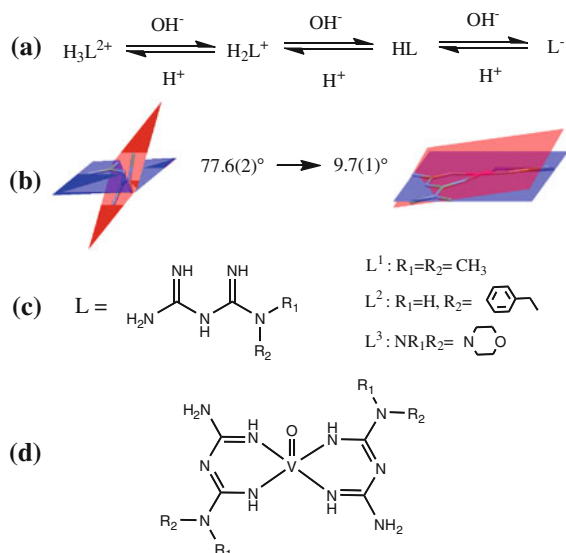 (a) H₃L²⁺ OH⁻ H⁺ H₂L⁺ OH⁻ H⁺ HL OH⁻ H⁺ L⁻
(b) 77.6(2)° → 9.7(1)°
(c) L = H₂N NH N H NH N R₁ R₂
L¹ : R₁=R₂=CH₃
L² : R₁=H, R₂=
L³ : NR₁R₂= N O
(d) H₂N N NH NH R₂ N R₁ O V R₁ N R₂ NH N NH NH₂